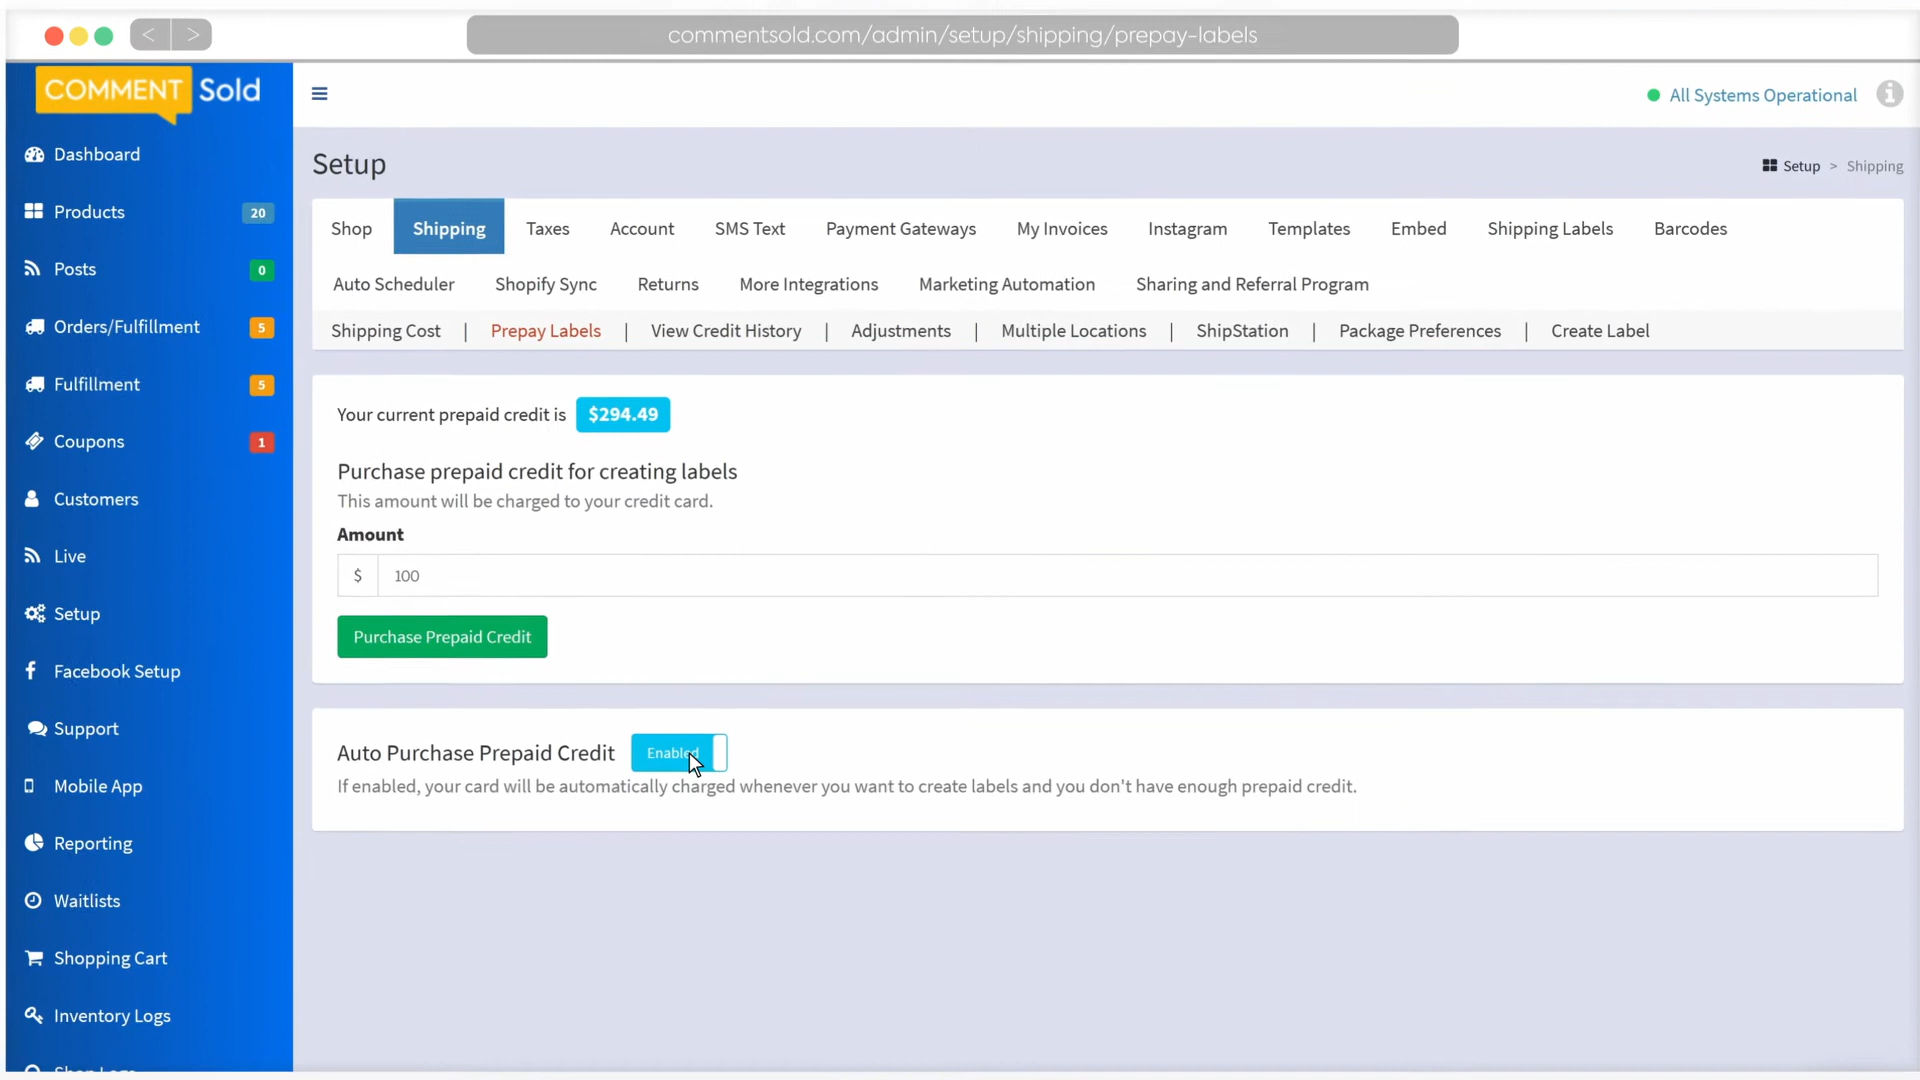 < >
commentsold.com/admin/setup/shipping/prepay-labels
COMMENT Sold
All Systems Operational
Dashboard
Products 20
Posts 0
Orders/Fulfillment 5
Fulfillment 5
Coupons 1
Customers
Live
Setup
Facebook Setup
Support
Mobile App
Reporting
Waitlists
Shopping Cart
Inventory Logs
Setup
Setup > Shipping
Shop Shipping Taxes Account SMS Text Payment Gateways My Invoices Instagram Templates Embed Shipping Labels Barcodes
Auto Scheduler Shopify Sync Returns More Integrations Marketing Automation Sharing and Referral Program
Shipping Cost | Prepay Labels | View Credit History | Adjustments | Multiple Locations | ShipStation | Package Preferences | Create Label
Your current prepaid credit is $294.49
Purchase prepaid credit for creating labels
This amount will be charged to your credit card.
Amount
$ 100
Purchase Prepaid Credit
Auto Purchase Prepaid Credit Enabled
If enabled, your card will be automatically charged whenever you want to create labels and you don't have enough prepaid credit.